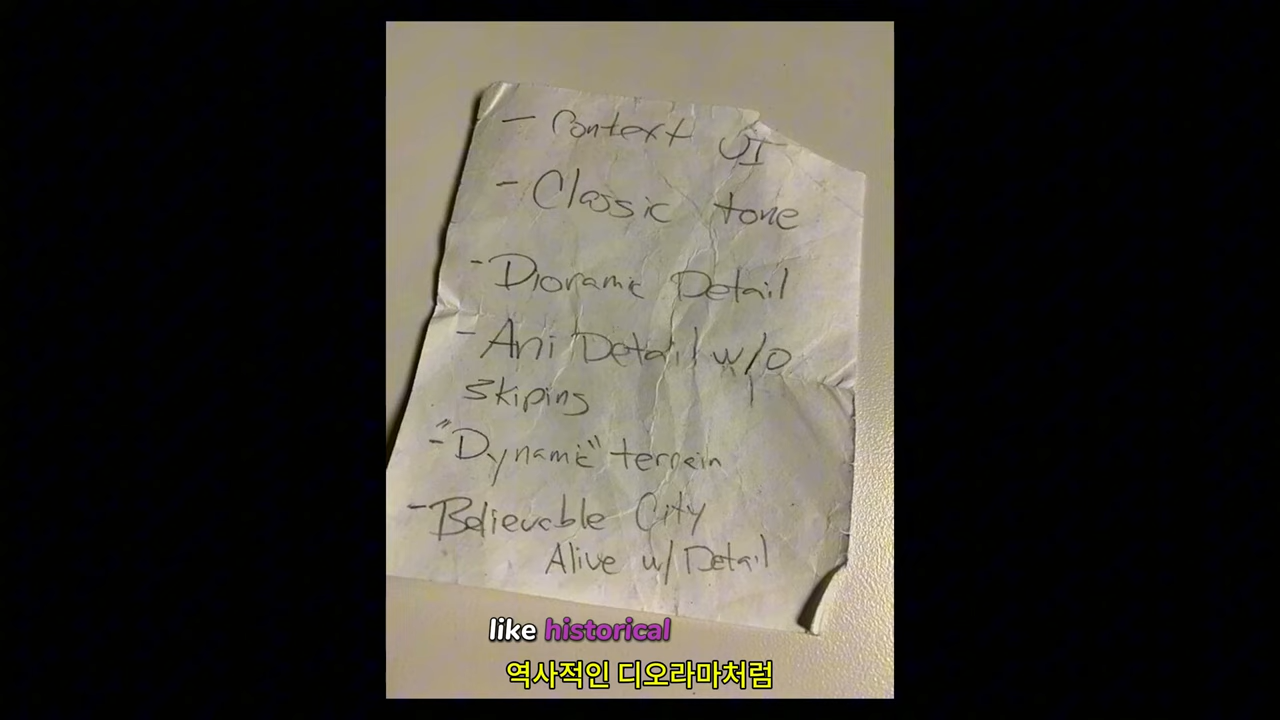 - Context UI
- Classic tone
- Dioramic Detail
- Ani Detail w/o
skiping
- "Dynamic" terrain
- Believable City
Alive w/ Detail
like historical
역사적인 디오라마처럼